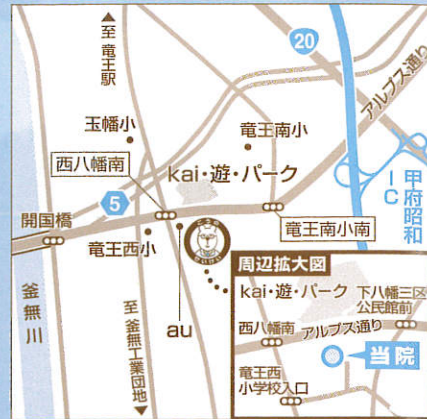 至 竜王駅
20
アルプス通り
玉幡小
竜王南小
西八幡南
kai・遊・パーク
甲府昭和IC
5
開国橋
竜王西小
竜王南小南
釜無川
至 釜無工業団地
au
周辺拡大図
kai・遊・パーク
下八幡三区
公民館前
西八幡南
アルプス通り
当院
竜王西
小学校入口